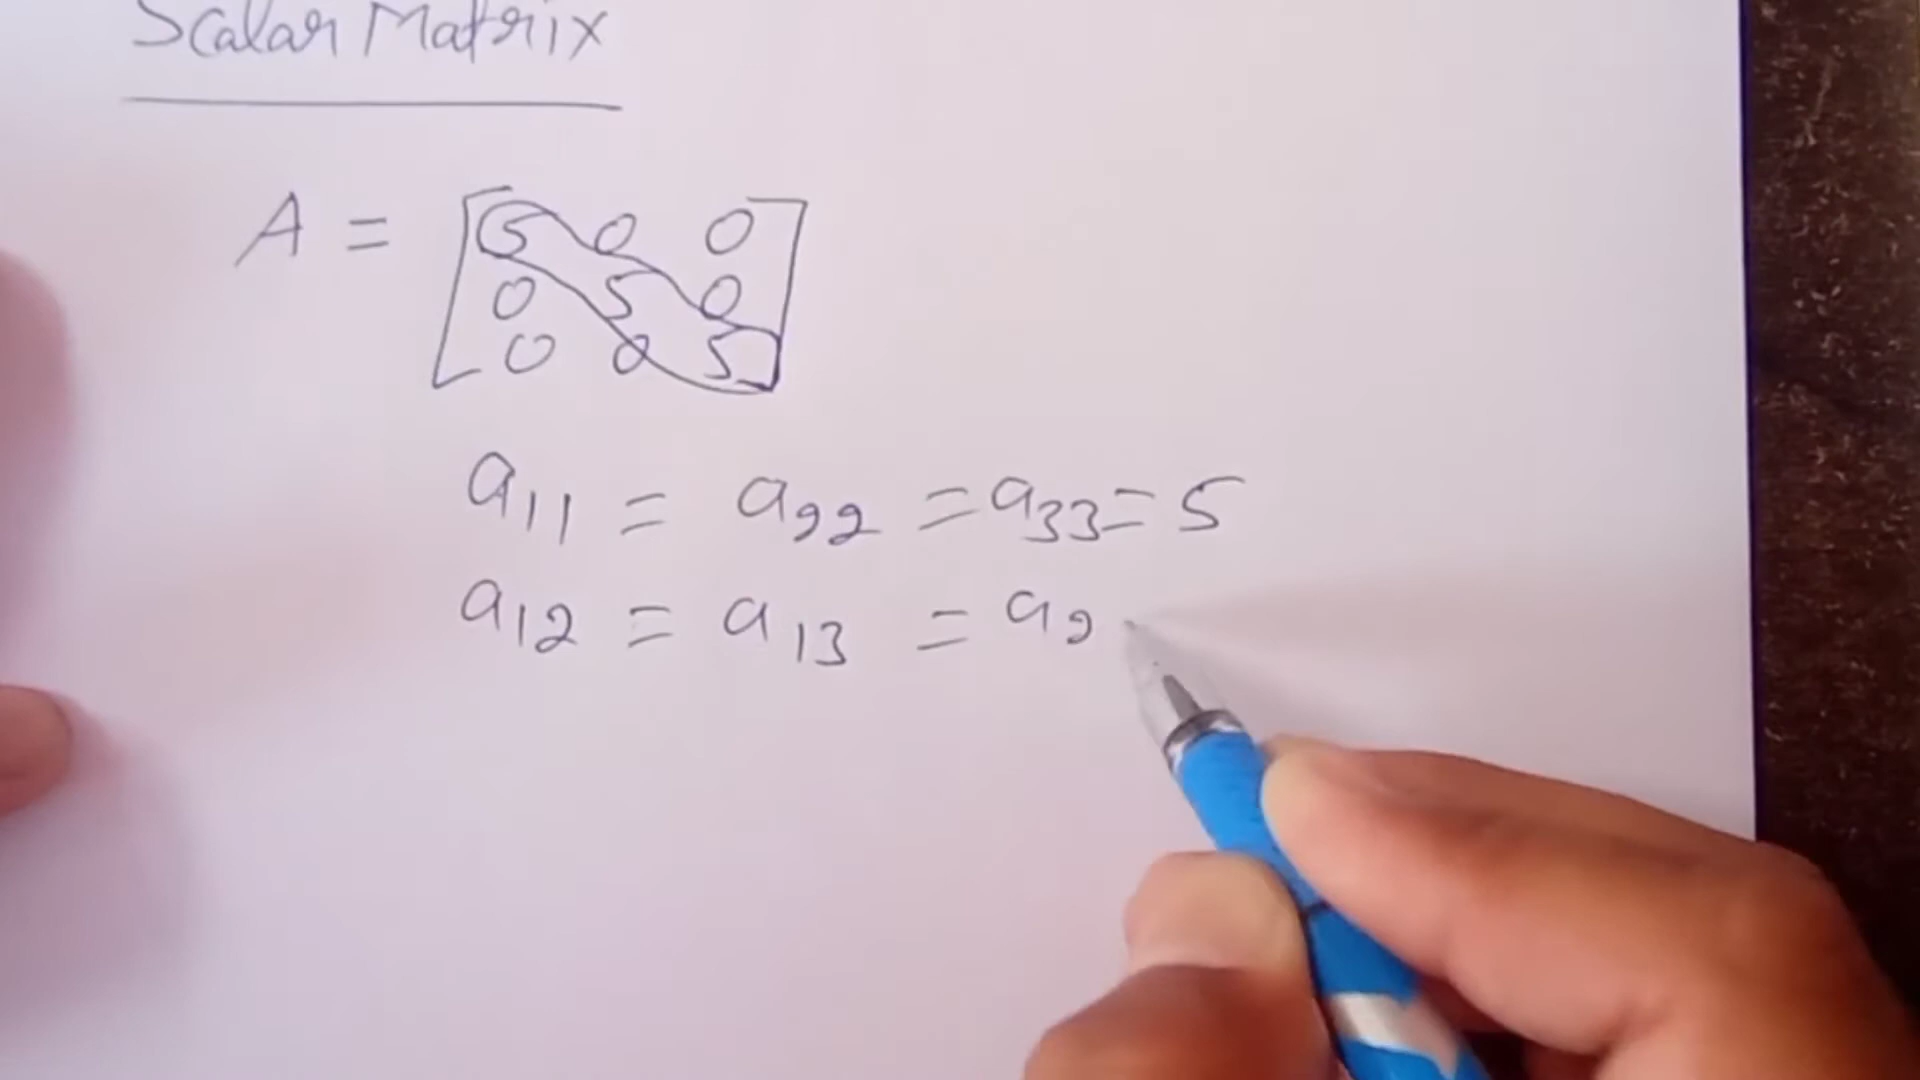 Scalar Matrix
A = [5 0 0
0 5 0
0 0 5]
a11 = a22 = a33 = 5
a12 = a13 = a2